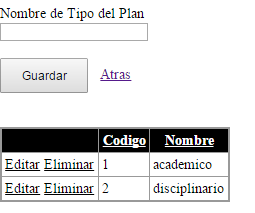 Nombre de Tipo del Plan
Guardar Atras
Codigo Nombre
Editar Eliminar 1 academico
Editar Eliminar 2 disciplinario